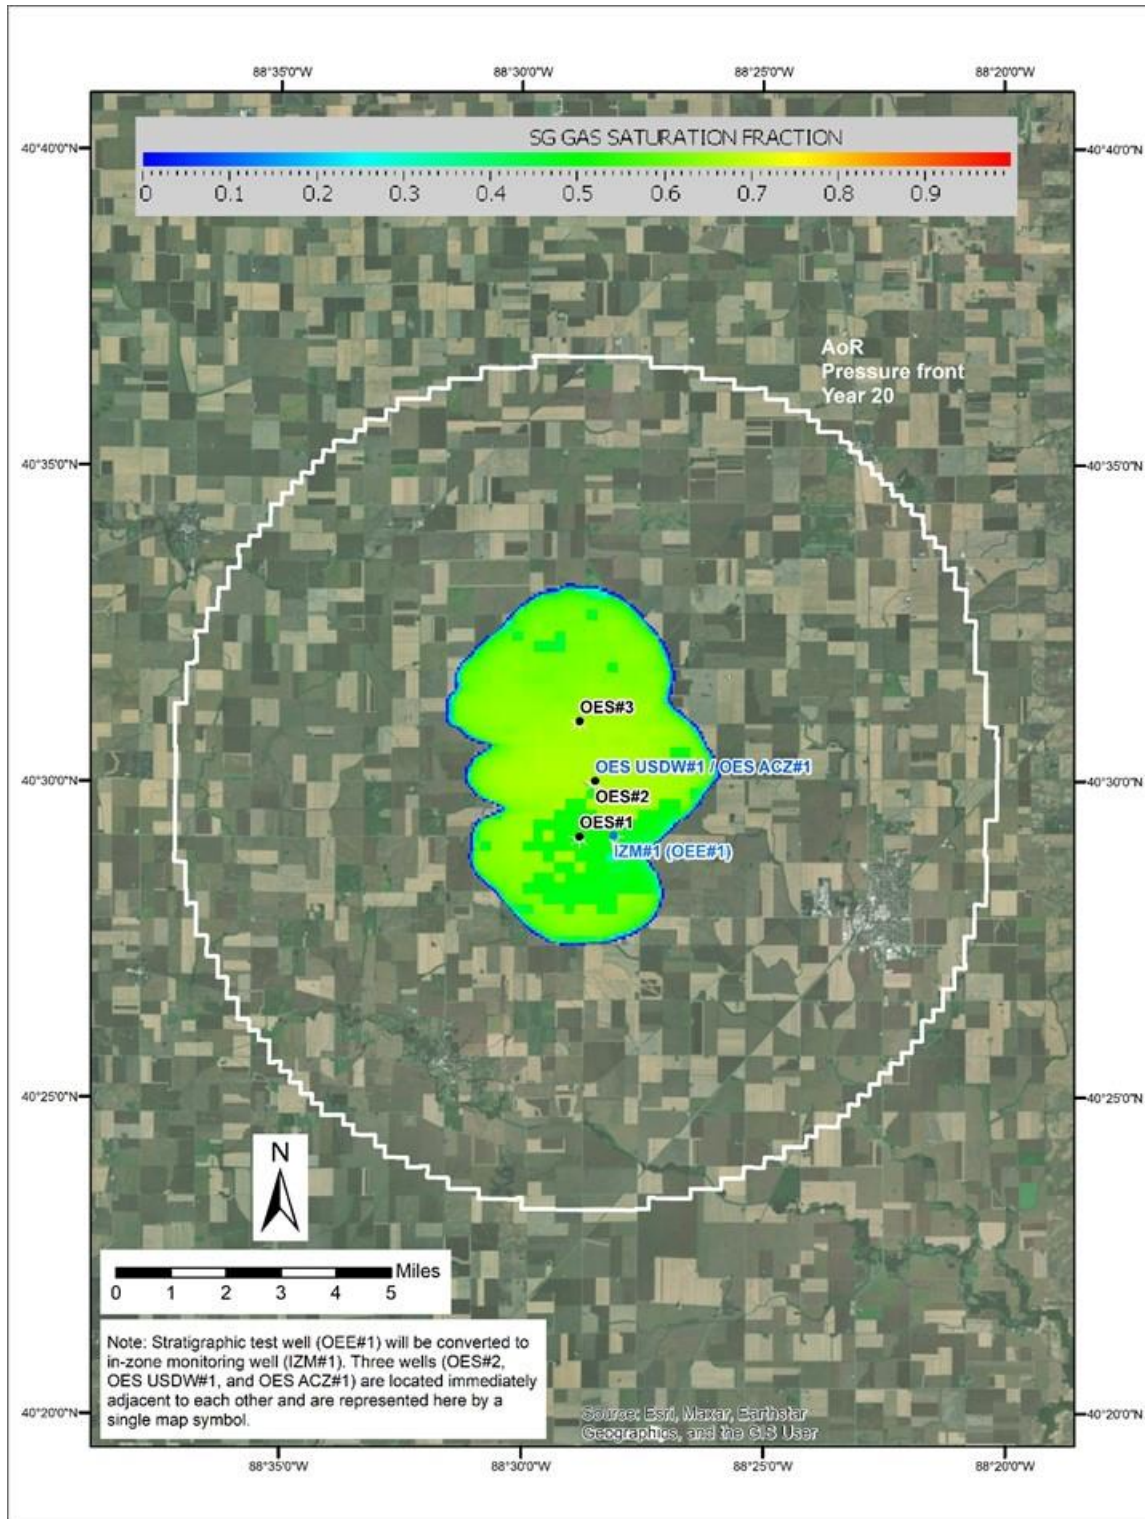 88°35'0"W 88°30'0"W 88°25'0"W 88°20'0"W
SG GAS SATURATION FRACTION
0 0.1 0.2 0.3 0.4 0.5 0.6 0.7 0.8 0.9
40°40'0"N 40°40'0"N
AoR
Pressure front
Year 20
40°35'0"N 40°35'0"N
OES#3
OES USDW#1 / OES ACZ#1
40°30'0"N 40°30'0"N
OES#2
OES#1
IZM#1 (OEE#1)
40°25'0"N 40°25'0"N
N
Miles
0 1 2 3 4 5
Note: Stratigraphic test well (OEE#1) will be converted to
in-zone monitoring well (IZM#1). Three wells (OES#2,
OES USDW#1, and OES ACZ#1) are located immediately
adjacent to each other and are represented here by a
single map symbol.
40°20'0"N 40°20'0"N
Source: Esri, Maxar, Earthstar
Geographics, and the GIS User
88°35'0"W 88°30'0"W 88°25'0"W 88°20'0"W